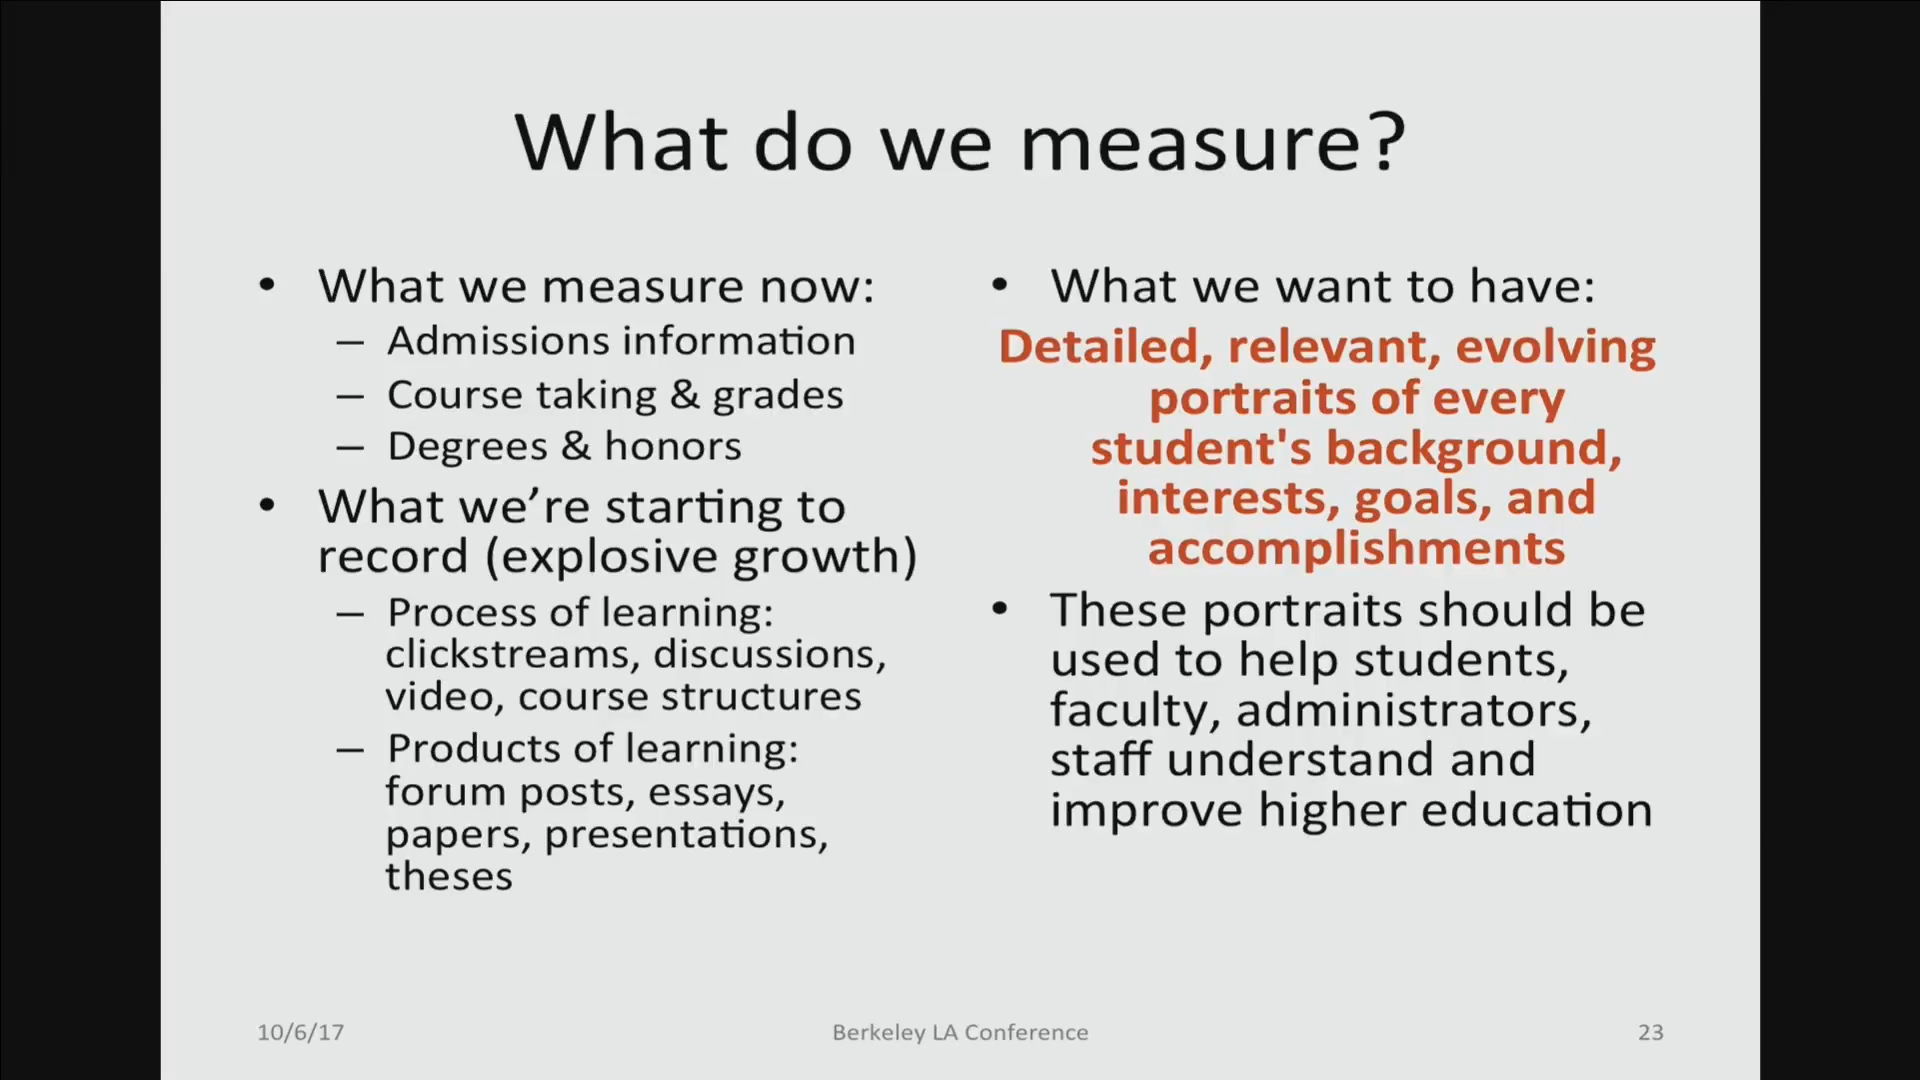 What do we measure?
• What we measure now:
– Admissions information
– Course taking & grades
– Degrees & honors
• What we’re starting to
record (explosive growth)
– Process of learning:
clickstreams, discussions,
video, course structures
– Products of learning:
forum posts, essays,
papers, presentations,
theses
• What we want to have:
Detailed, relevant, evolving
portraits of every
student's background,
interests, goals, and
accomplishments
• These portraits should be
used to help students,
faculty, administrators,
staff understand and
improve higher education
10/6/17
Berkeley LA Conference
23